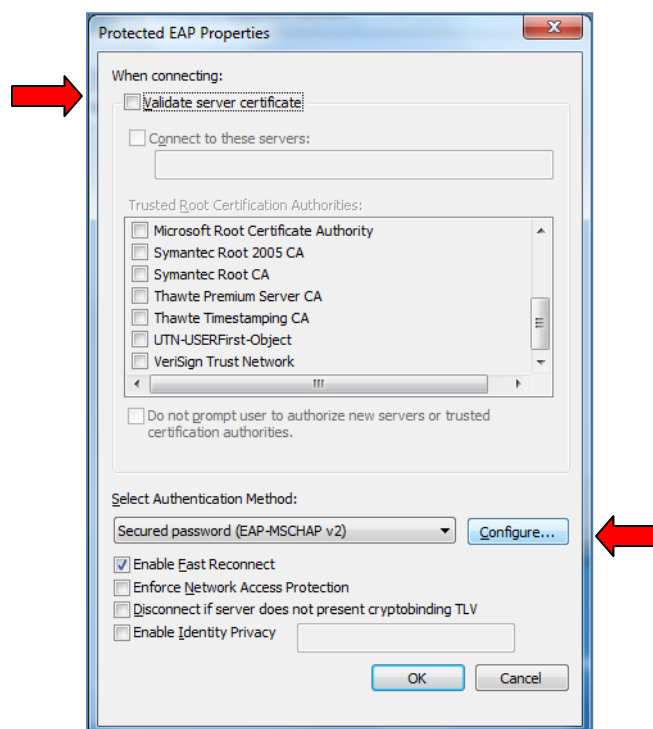 Protected EAP Properties
When connecting:
Validate server certificate
Connect to these servers:
Trusted Root Certification Authorities:
Microsoft Root Certificate Authority
Symantec Root 2005 CA
Symantec Root CA
Thawte Premium Server CA
Thawte Timestamping CA
UTN-USERFirst-Object
VeriSign Trust Network
Do not prompt user to authorize new servers or trusted
certification authorities.
Select Authentication Method:
Secured password (EAP-MSCHAP v2)
Configure...
Enable Fast Reconnect
Enforce Network Access Protection
Disconnect if server does not present cryptobinding TLV
Enable Identity Privacy
OK
Cancel